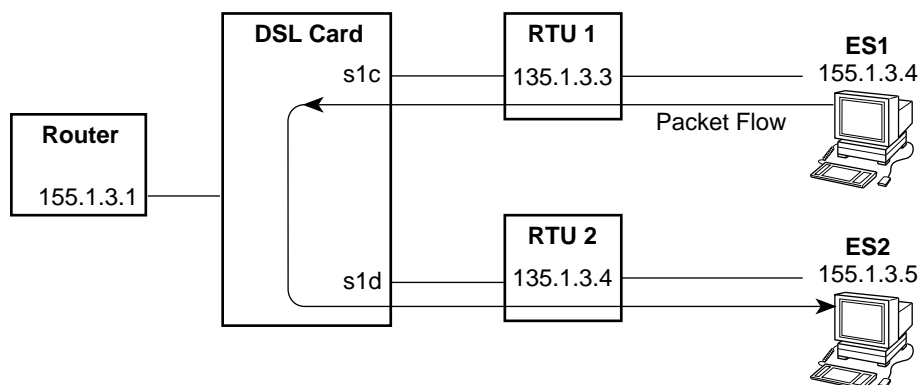 DSL Card
s1c
RTU 1
135.1.3.3
ES1
155.1.3.4
Packet Flow
Router
155.1.3.1
RTU 2
s1d
135.1.3.4
ES2
155.1.3.5